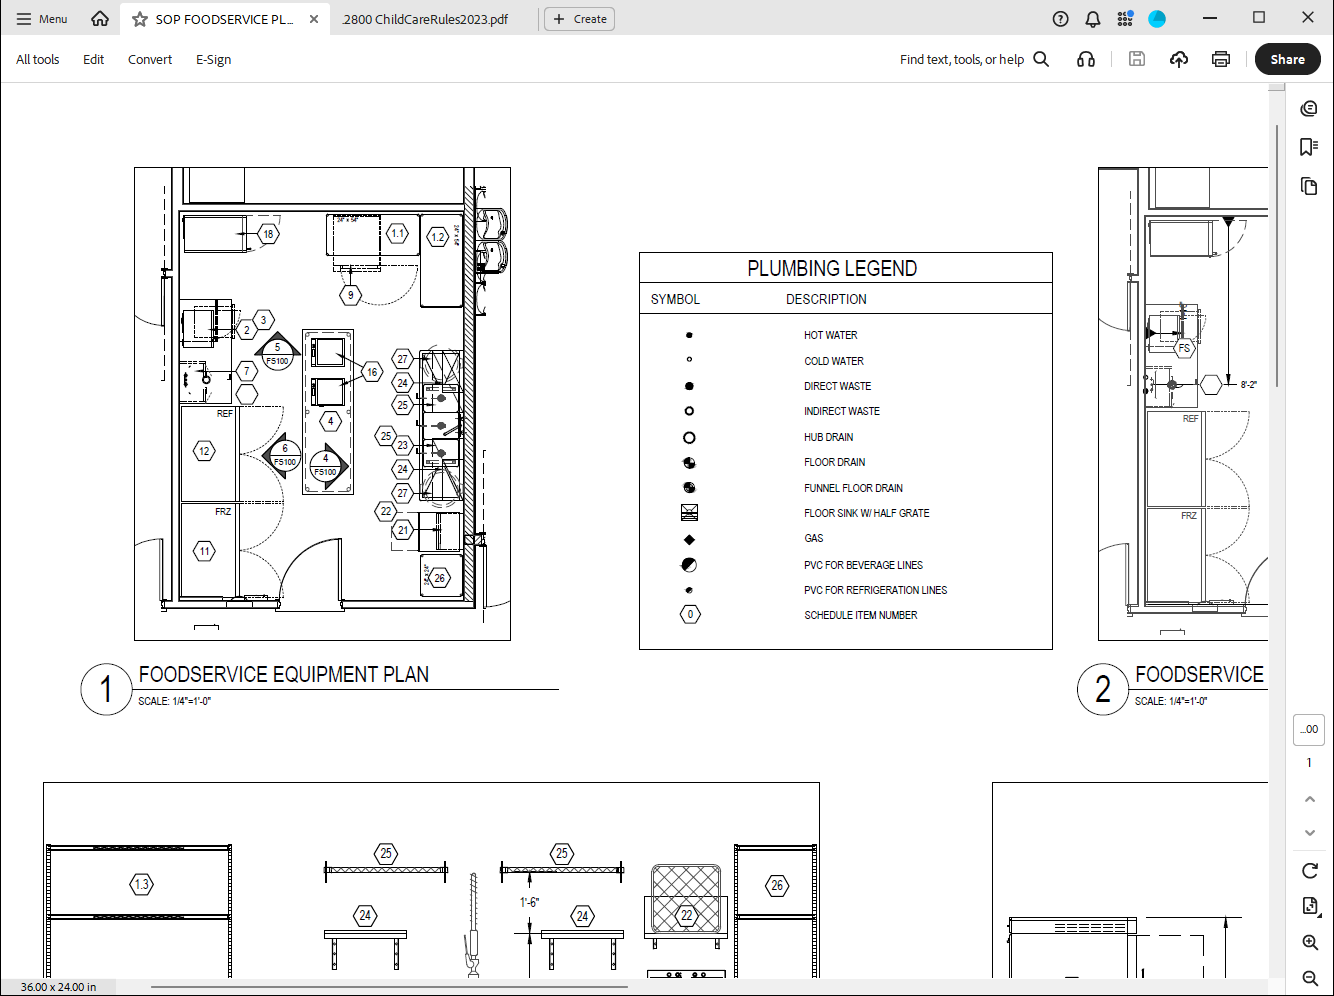 Menu
SOP FOODSERVICE PL...
.2800 ChildCareRules2023.pdf
Create
All tools
Edit
Convert
E-Sign
Find text, tools, or help
Share
24" x 54"
18
1.1
1.2
24" x 54"
9
2
3
5
FS100
7
27
24
16
25
REF
4
25
12
6
FS100
4
FS100
23
24
27
FRZ
22
21
11
26
24" x 24"
PLUMBING LEGEND
SYMBOL
DESCRIPTION
HOT WATER
COLD WATER
DIRECT WASTE
INDIRECT WASTE
HUB DRAIN
FLOOR DRAIN
FUNNEL FLOOR DRAIN
FLOOR SINK W/ HALF GRATE
GAS
PVC FOR BEVERAGE LINES
PVC FOR REFRIGERATION LINES
0
SCHEDULE ITEM NUMBER
FS
8'-2"
REF
FRZ
1
FOODSERVICE EQUIPMENT PLAN
SCALE: 1/4"=1'-0"
2
FOODSERVICE
SCALE: 1/4"=1'-0"
...00
1
1.3
25
25
26
1'-6"
24
24
22
36.00 x 24.00 in